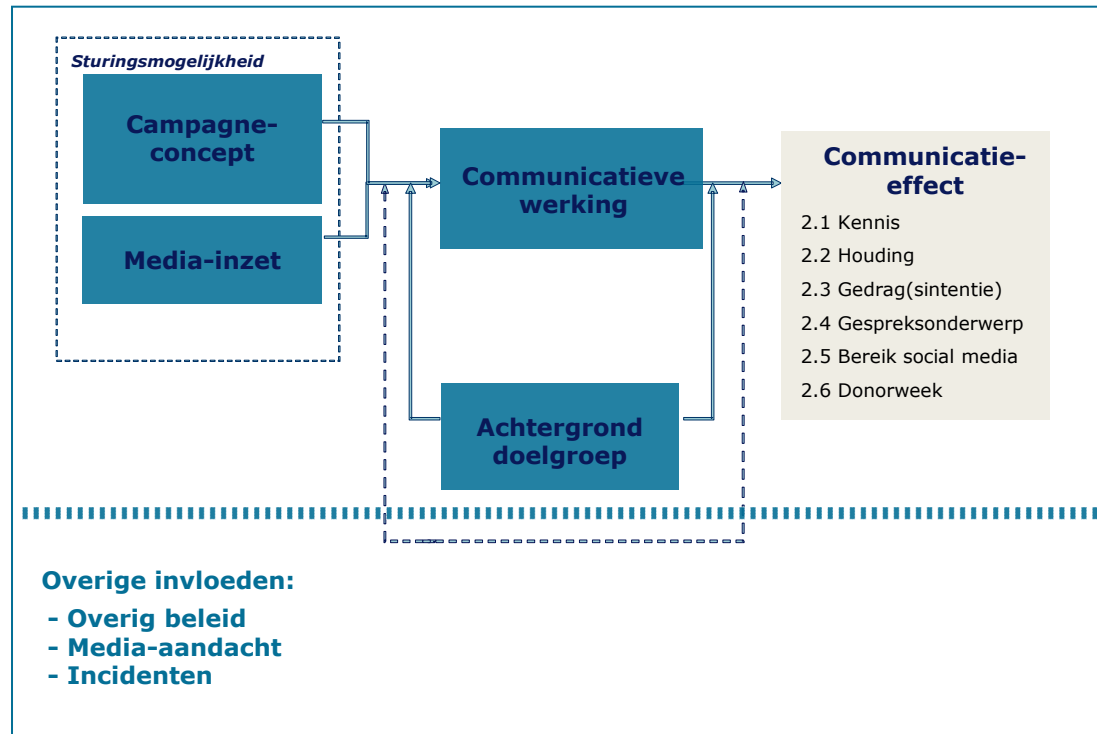 Sturingsmogelijkheid
Campagne-
concept
Media-inzet
Communicatieve
werking
Achtergrond
doelgroep
Communicatie-
effect
2.1 Kennis
2.2 Houding
2.3 Gedrag(sintentie)
2.4 Gespreksonderwerp
2.5 Bereik social media
2.6 Donorweek
Overige invloeden:
- Overig beleid
- Media-aandacht
- Incidenten